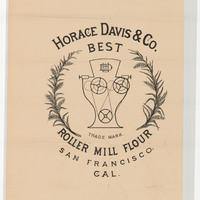 HORACE DAVIS & CO.
BEST
TRADE MARK.
ROLLER MILL FLOUR
SAN FRANCISCO.
CAL.